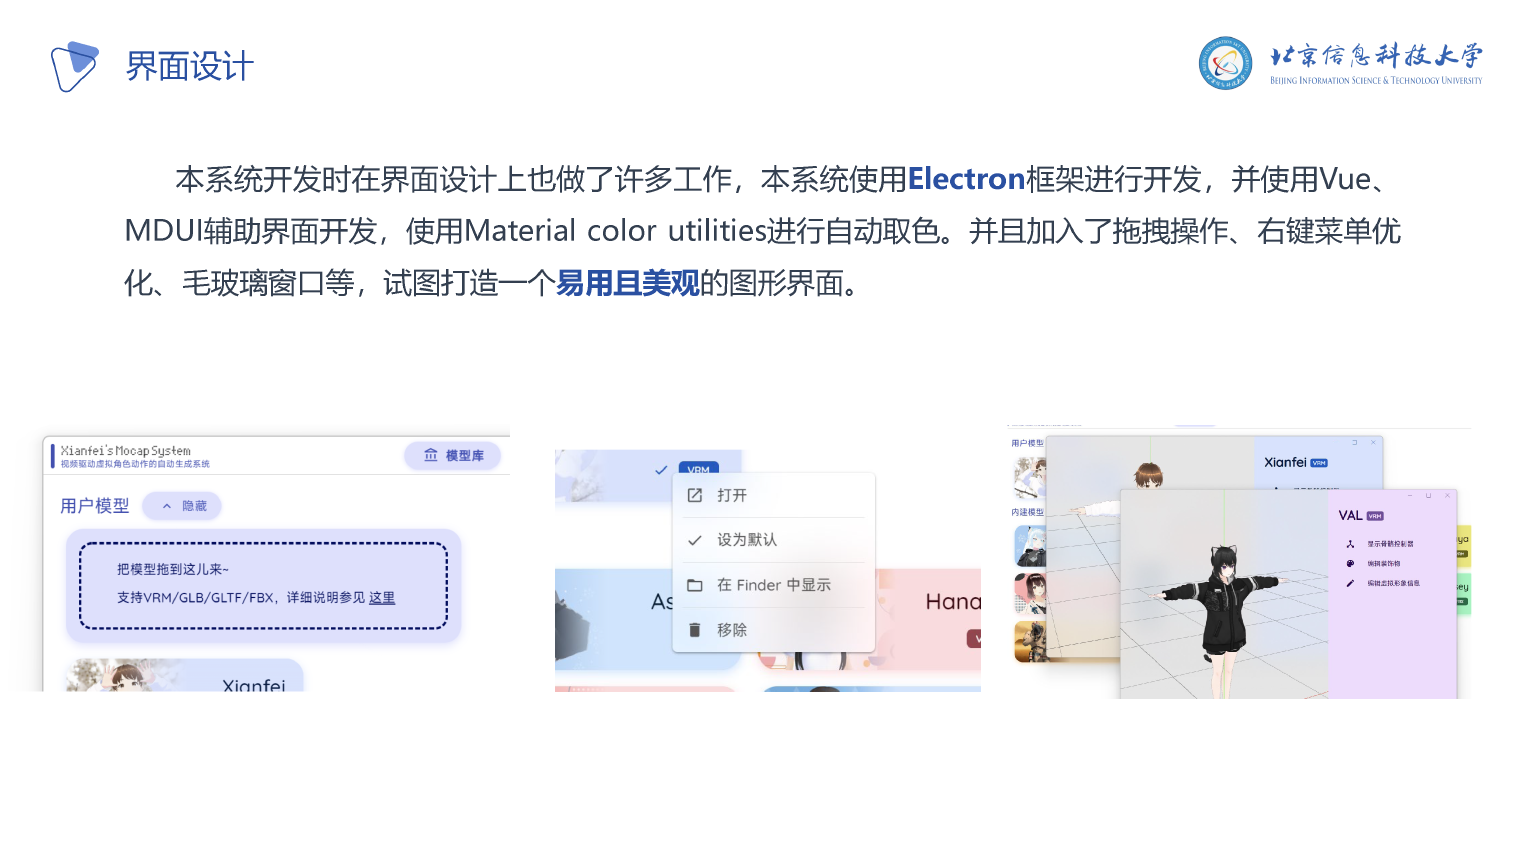 界面设计
北京信息科技大学
BEIJING INFORMATION SCIENCE & TECHNOLOGY UNIVERSITY
本系统开发时在界面设计上也做了许多工作，本系统使用Electron框架进行开发，并使用Vue、
MDUI辅助界面开发，使用Material color utilities进行自动取色。并且加入了拖拽操作、右键菜单优
化、毛玻璃窗口等，试图打造一个易用且美观的图形界面。
Xianfei's Mocap System
视频驱动虚拟角色动作的自动生成系统
模型库
用户模型
隐藏
把模型拖到这儿来~
支持VRM/GLB/GLTF/FBX，详细说明参见 这里
Xianfei
VRM
打开
设为默认
在 Finder 中显示
移除
As
Hana
用户模型
内建模型
Xianfei VRM
VAL VRM
显示骨骼控制器
编辑装饰物
编辑虚拟形象信息
ya
ey